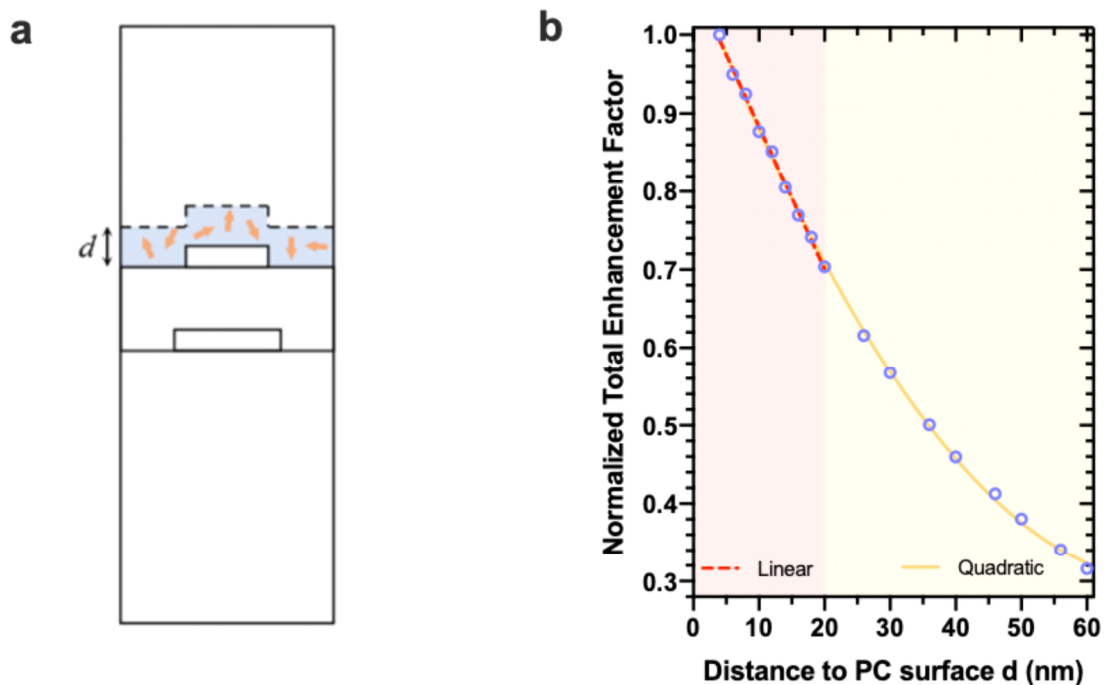 a
d
b
Normalized Total Enhancement Factor
1.0
0.9
0.8
0.7
0.6
0.5
0.4
0.3
Linear
Quadratic
0 10 20 30 40 50 60
Distance to PC surface d (nm)